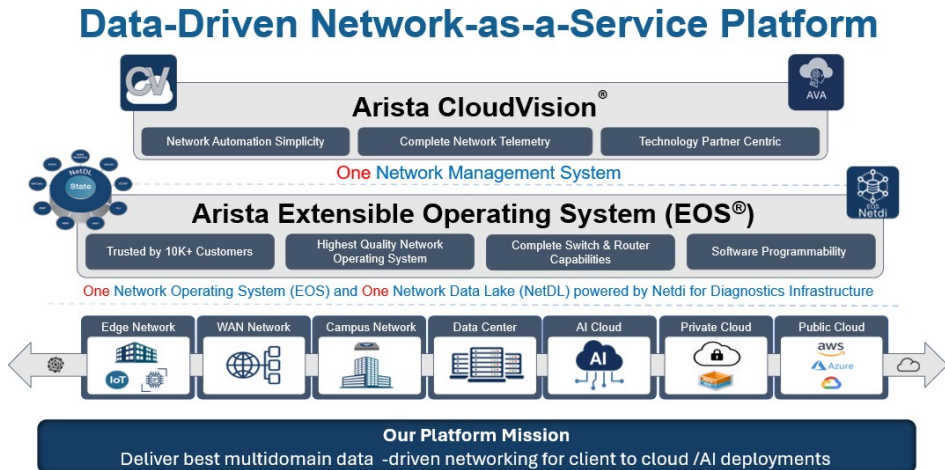 Data-Driven Network-as-a-Service Platform
CV
AVA
Arista CloudVision®
Network Automation Simplicity
Complete Network Telemetry
Technology Partner Centric
One Network Management System
NetDL
State
EOS
Netdi
Arista Extensible Operating System (EOS®)
Trusted by 10K+ Customers
Highest Quality Network
Operating System
Complete Switch & Router
Capabilities
Software Programmability
One Network Operating System (EOS) and One Network Data Lake (NetDL) powered by Netdi for Diagnostics Infrastructure
Edge Network
WAN Network
Campus Network
Data Center
AI Cloud
Private Cloud
Public Cloud
IoT
AI
aws
Azure
Our Platform Mission
Deliver best multidomain data -driven networking for client to cloud /AI deployments